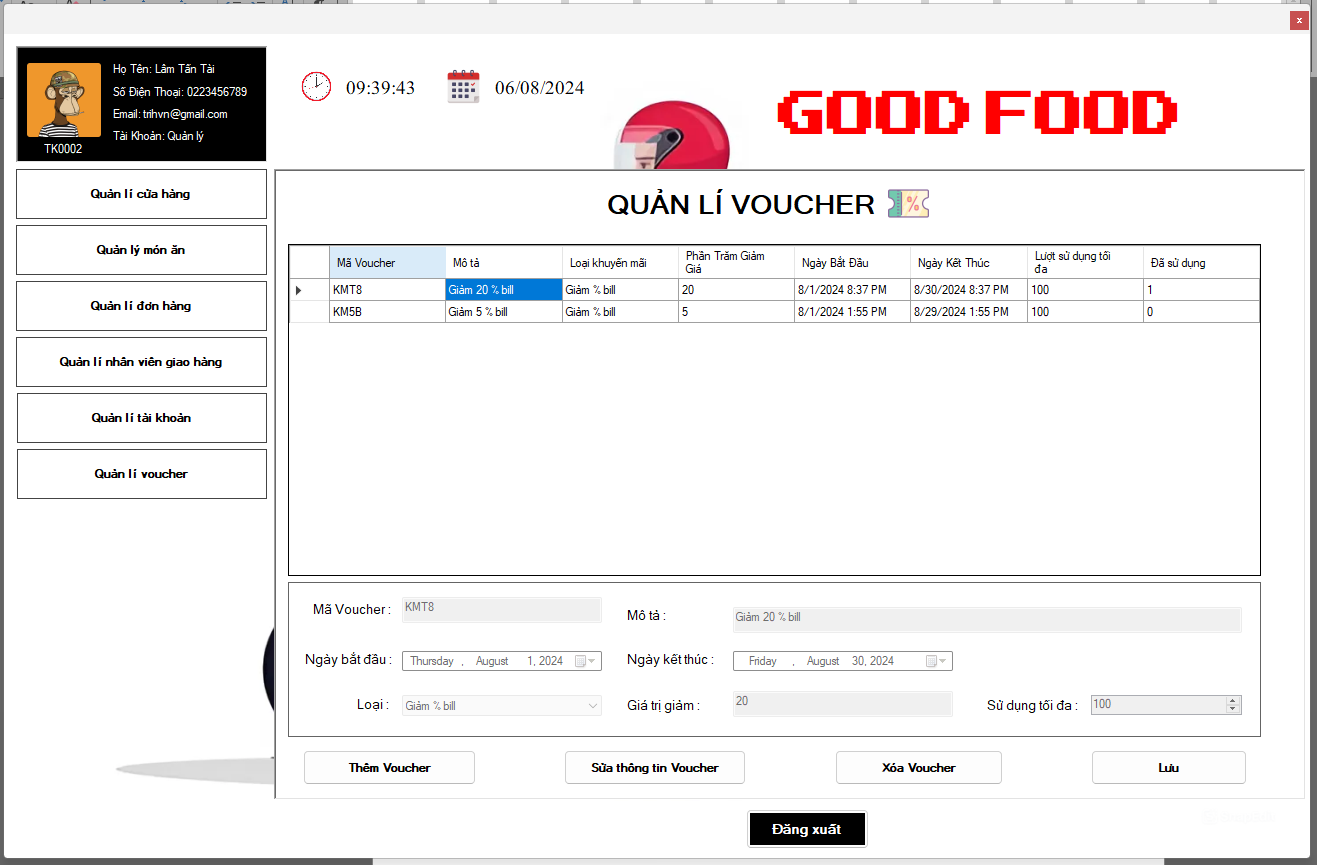 x
Họ Tên: Lâm Tấn Tài
Số Điện Thoại: 0223456789
Email: trihvn@gmail.com
Tài Khoản: Quản lý
TK0002
09:39:43
06/08/2024
GOOD FOOD
Quản lí cửa hàng
Quản lý món ăn
Quản lí đơn hàng
Quản lí nhân viên giao hàng
Quản lí tài khoản
Quản lí voucher
QUẢN LÍ VOUCHER
Mã Voucher Mô tả Loại khuyến mãi Phần Trăm Giảm Giá Ngày Bắt Đầu Ngày Kết Thúc Lượt sử dụng tối đa Đã sử dụng
KMT8 Giảm 20 % bill Giảm % bill 20 8/1/2024 8:37 PM 8/30/2024 8:37 PM 100 1
KM5B Giảm 5 % bill Giảm % bill 5 8/1/2024 1:55 PM 8/29/2024 1:55 PM 100 0
Mã Voucher : KMT8 Mô tả : Giảm 20 % bill
Ngày bắt đầu : Thursday , August 1, 2024 Ngày kết thúc : Friday , August 30, 2024
Loại : Giảm % bill Giá trị giảm : 20 Sử dụng tối đa : 100
Thêm Voucher Sửa thông tin Voucher Xóa Voucher Lưu
Đăng xuất